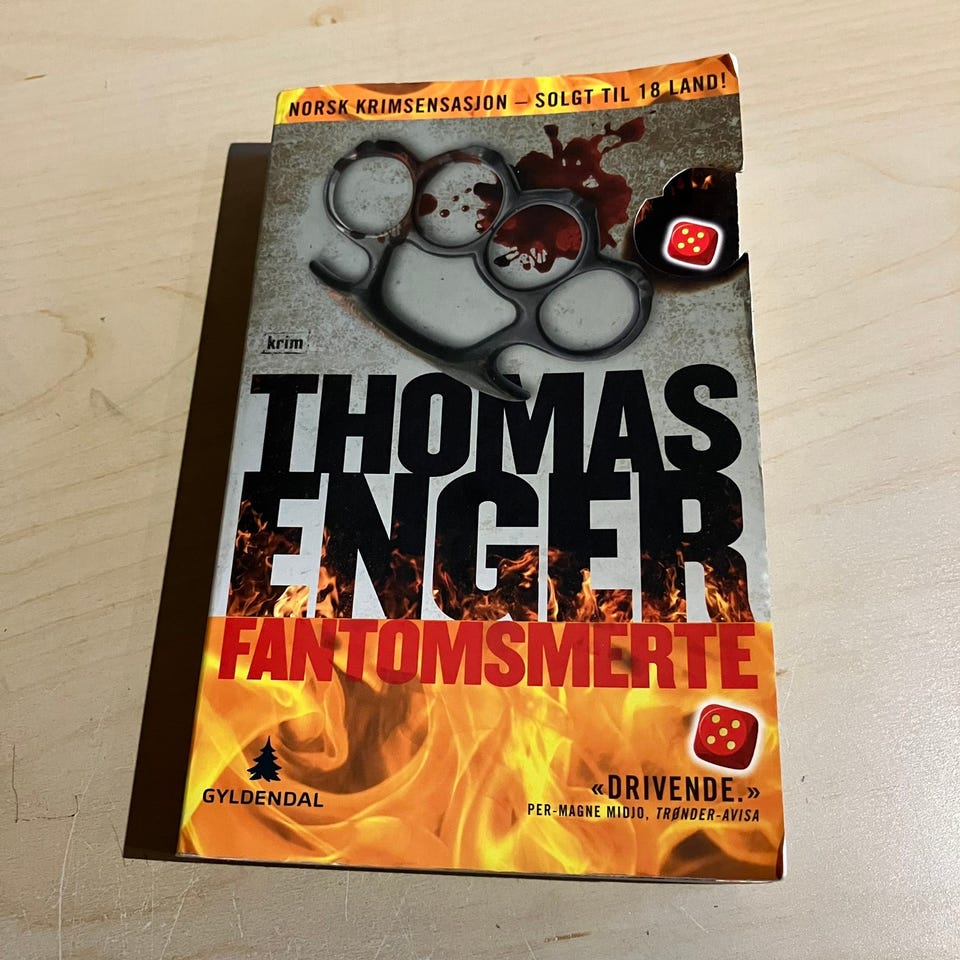 NORSK KRIMSENSASJON – SOLGT TIL 18 LAND!
krim
THOMAS
ENGER
FANTOMSMERTE
«DRIVENDE.»
PER-MAGNE MIDJO, TRØNDER-AVISA
GYLDENDAL